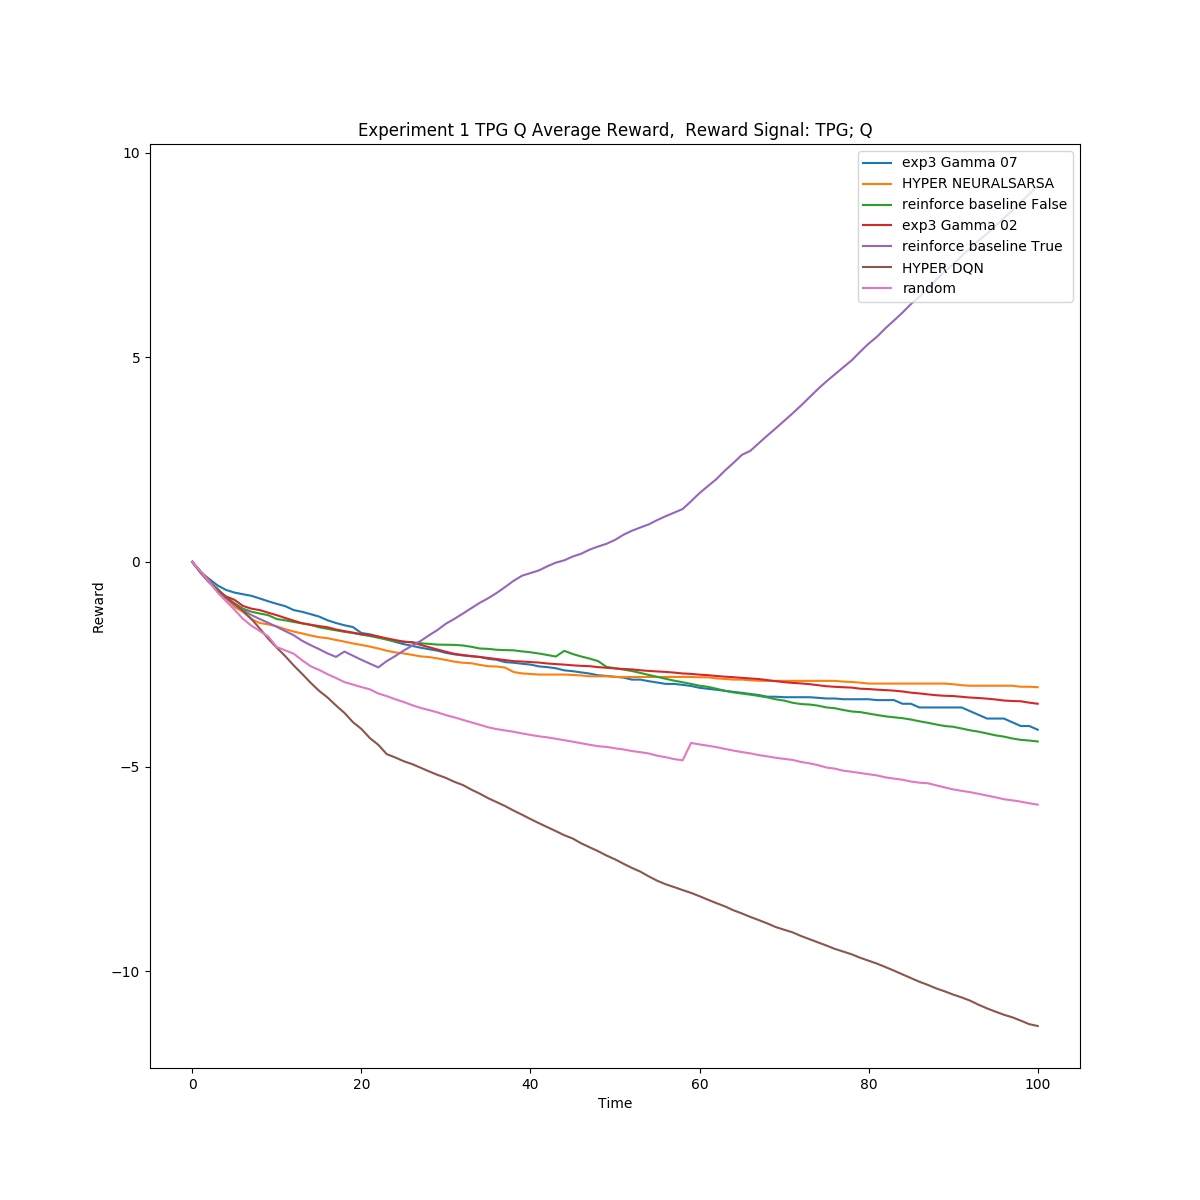 Experiment 1 TPG Q Average Reward,  Reward Signal: TPG; Q
10
5
0
−5
−10
Reward
exp3 Gamma 07
HYPER NEURALSARSA
reinforce baseline False
exp3 Gamma 02
reinforce baseline True
HYPER DQN
random
0
20
40
60
80
100
Time